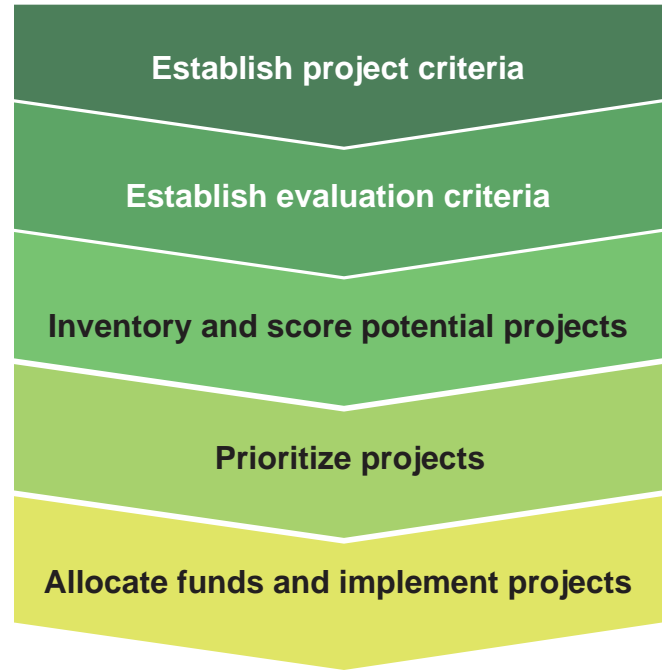 Establish project criteria
Establish evaluation criteria
Inventory and score potential projects
Prioritize projects
Allocate funds and implement projects